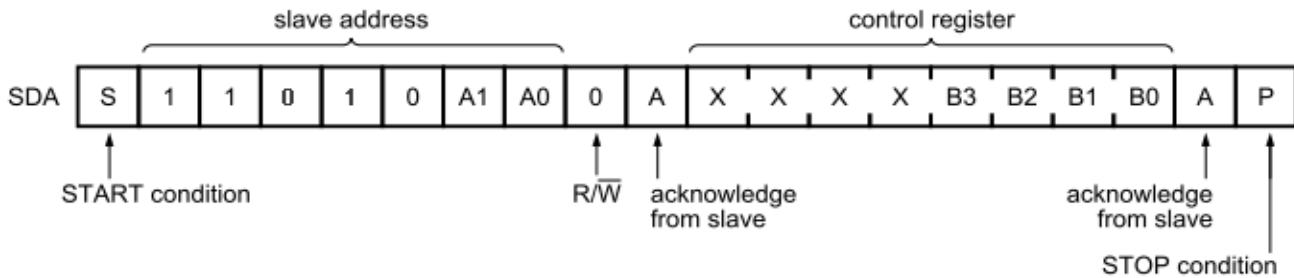 slave address control register
SDA S 1 1 0 1 0 A1 A0 0 A X X X X B3 B2 B1 B0 A P
START condition R/W̅ acknowledge from slave acknowledge from slave
STOP condition